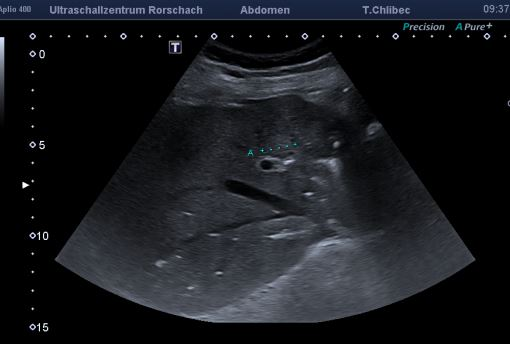 Aplio 400 Ultraschallzentrum Rorschach Abdomen T.Chlibec 09:37
Precision A Pure+
T
0
5
A
10
15